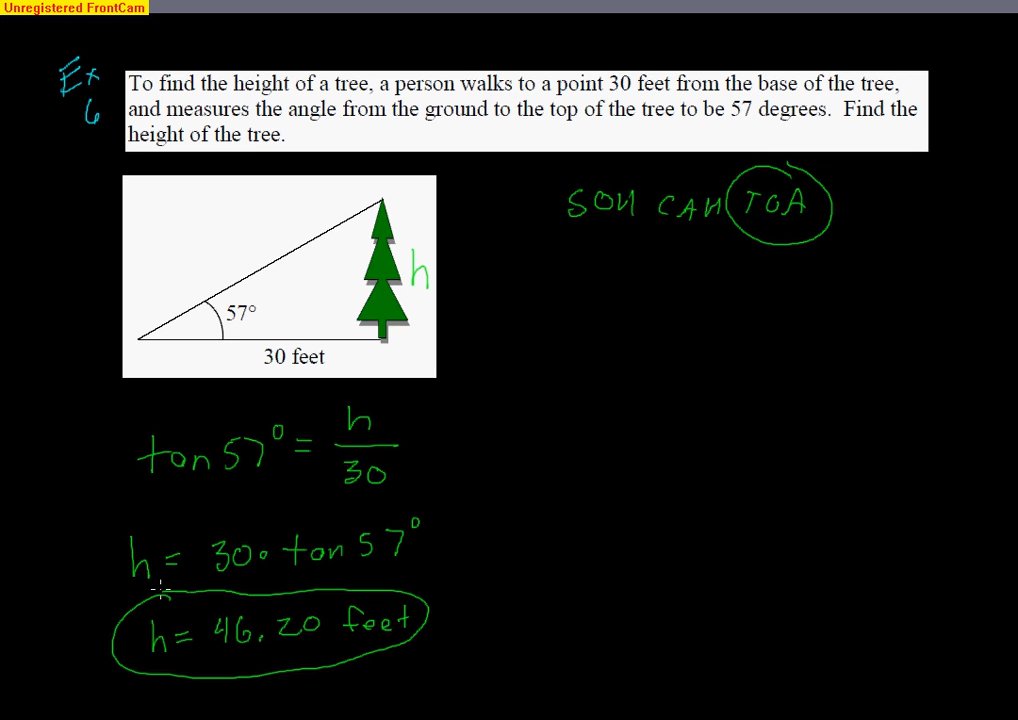 Unregistered FrontCam
Ex
6
To find the height of a tree, a person walks to a point 30 feet from the base of the tree,
and measures the angle from the ground to the top of the tree to be 57 degrees. Find the
height of the tree.
SOH CAH TOA
h
57°
30 feet
tan 57° = h/30
h = 30 • tan 57°
h = 46.20 feet